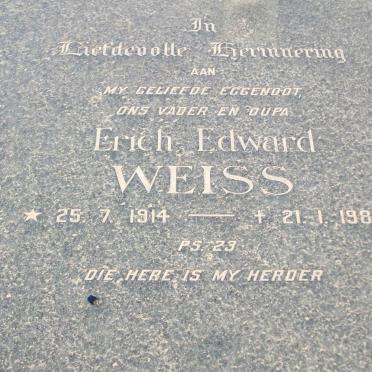 In
Liefdevolle Herinnering
AAN
MY GELIEFDE EGGENOOT,
ONS VADER EN OUPA
Erich Edward
WEISS
★ 25. 7. 1914 — + 21. 1. 198
PS. 23
DIE HERE IS MY HERDER